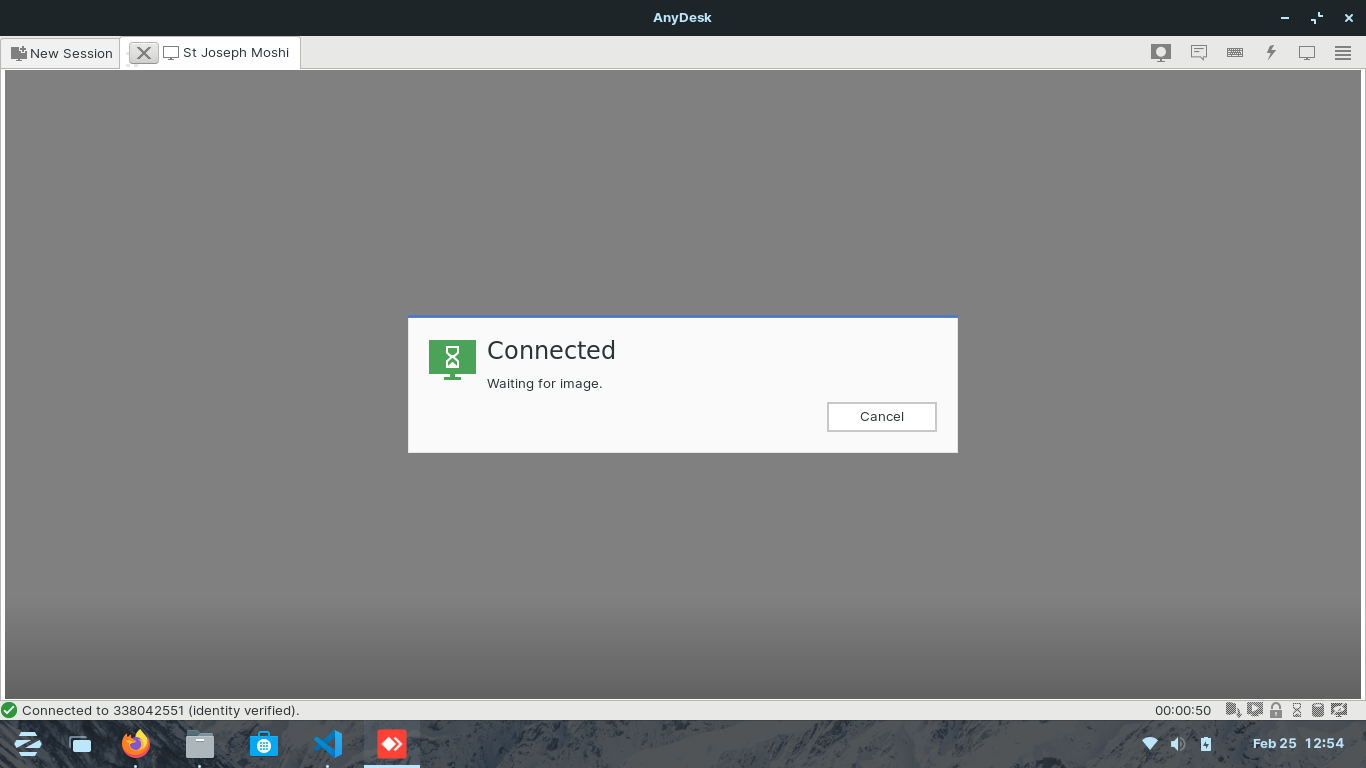 AnyDesk
New Session
St Joseph Moshi
Connected
Waiting for image.
Cancel
Connected to 338042551 (identity verified).
00:00:50
Feb 25 12:54